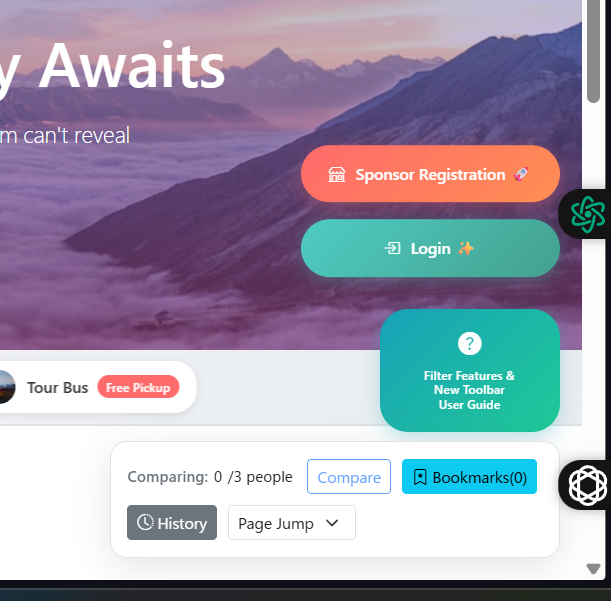 y Awaits
m can't reveal
Sponsor Registration 🚀
Login ✨
?
Filter Features &
New Toolbar
User Guide
Tour Bus Free Pickup
Comparing: 0 /3 people Compare Bookmarks(0)
History Page Jump